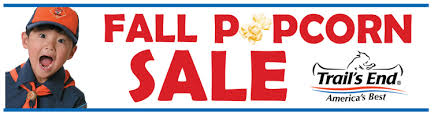 FALL POPCORN
SALE
Trail's End®
America's Best